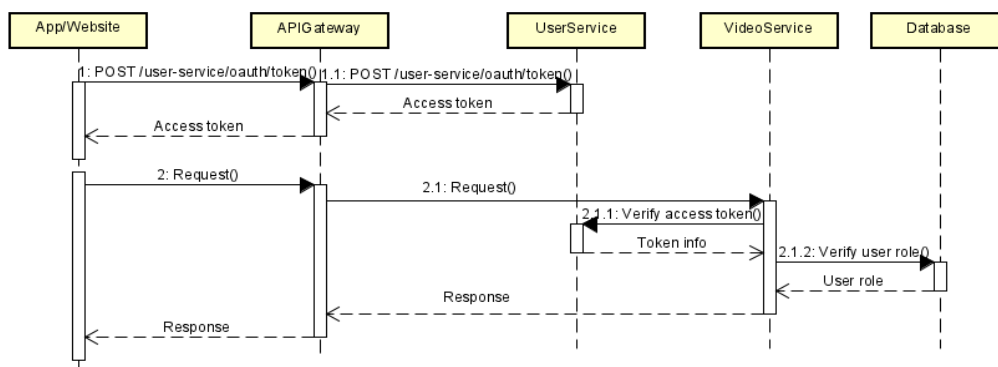 App/Website
APIGateway
UserService
VideoService
Database
1: POST /user-service/oauth/token()
1.1: POST /user-service/oauth/token()
Access token
Access token
2: Request()
2.1: Request()
2.1.1: Verify access token()
Token info
2.1.2: Verify user role()
User role
Response
Response